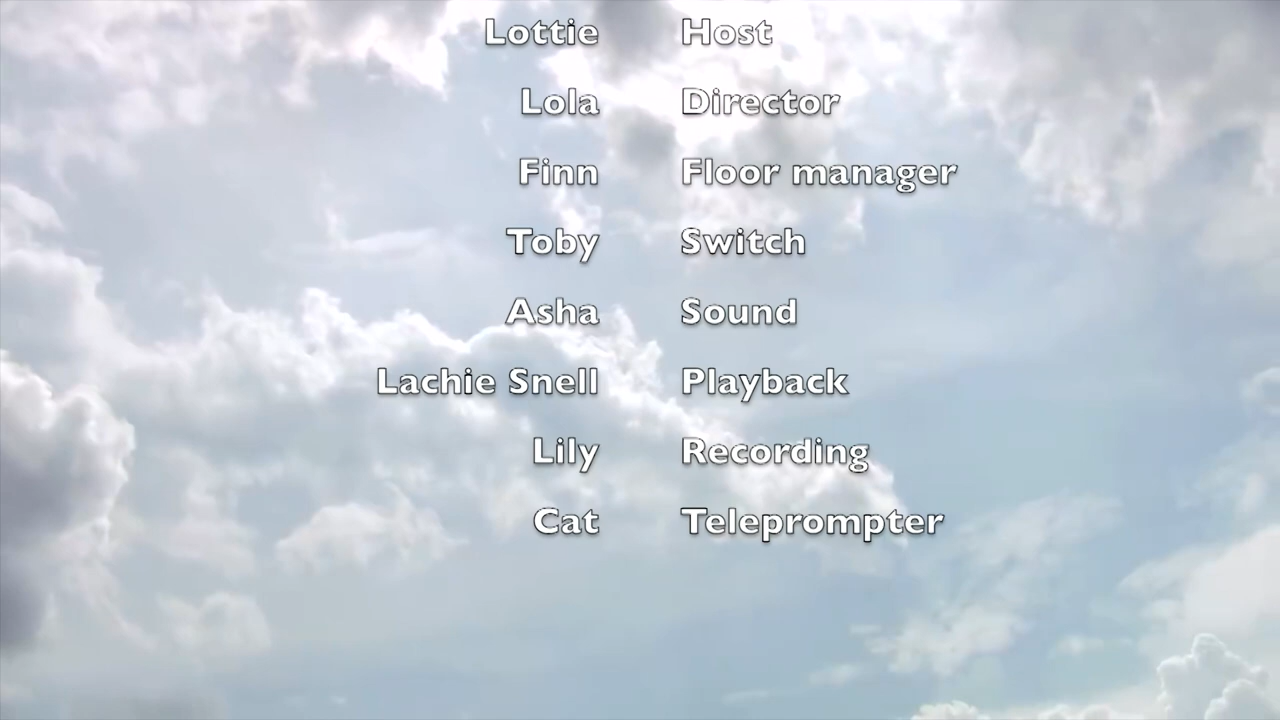 Lottie Host
Lola Director
Finn Floor manager
Toby Switch
Asha Sound
Lachie Snell Playback
Lily Recording
Cat Teleprompter